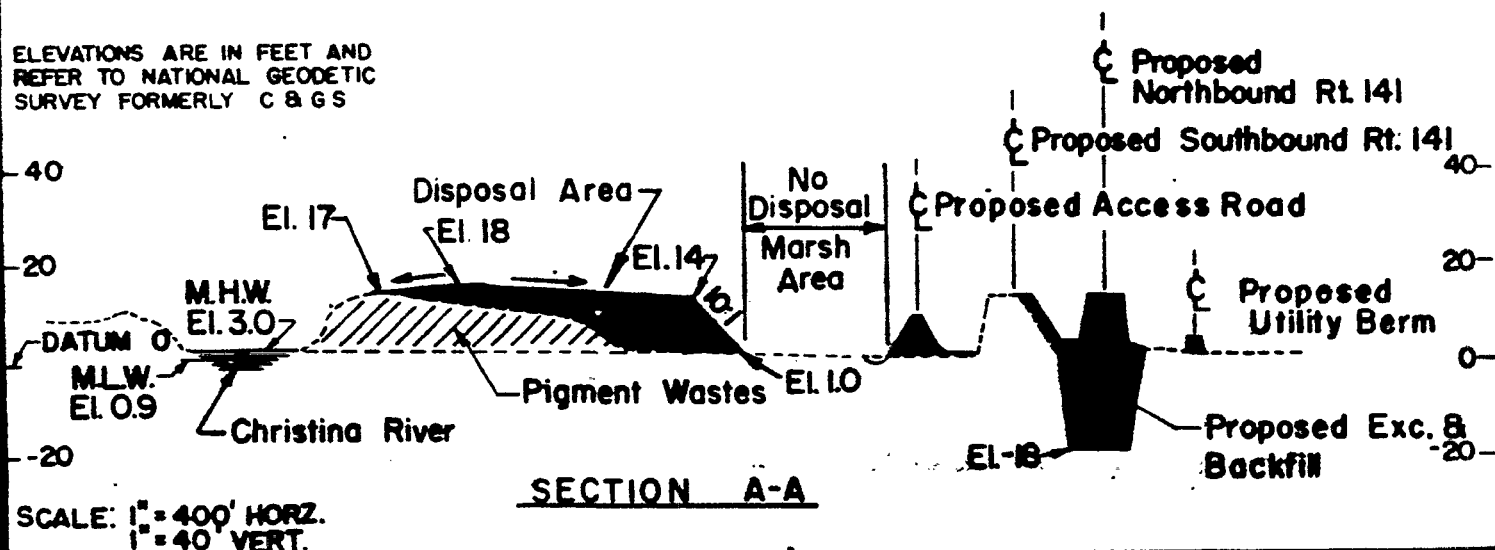 ELEVATIONS ARE IN FEET AND
REFER TO NATIONAL GEODETIC
SURVEY FORMERLY C & G S
℄ Proposed
Northbound Rt. 141
℄ Proposed Southbound Rt. 141
40
40
Disposal Area
No
Disposal
Marsh
Area
℄ Proposed Access Road
El. 17
El. 18
El. 14
10:1
20
20
M.H.W.
El. 3.0
℄ Proposed
Utility Berm
DATUM 0
0
M.L.W.
El. 0.9
Pigment Wastes
El. 1.0
Christina River
Proposed Exc. &
Backfill
El.-18
-20
-20
SECTION A-A
SCALE: 1"=400' HORZ.
1"=40' VERT.